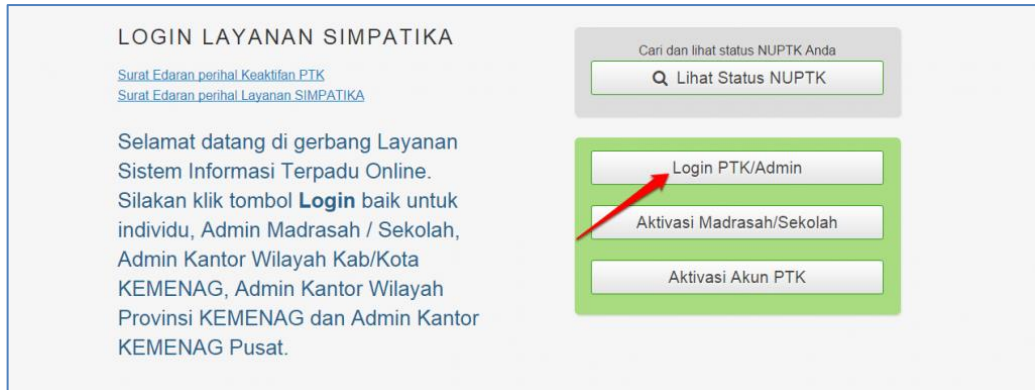 LOGIN LAYANAN SIMPATIKA
Surat Edaran perihal Keaktifan PTK
Surat Edaran perihal Layanan SIMPATIKA
Selamat datang di gerbang Layanan
Sistem Informasi Terpadu Online.
Silakan klik tombol Login baik untuk
individu, Admin Madrasah / Sekolah,
Admin Kantor Wilayah Kab/Kota
KEMENAG, Admin Kantor Wilayah
Provinsi KEMENAG dan Admin Kantor
KEMENAG Pusat.
Cari dan lihat status NUPTK Anda
Lihat Status NUPTK
Login PTK/Admin
Aktivasi Madrasah/Sekolah
Aktivasi Akun PTK